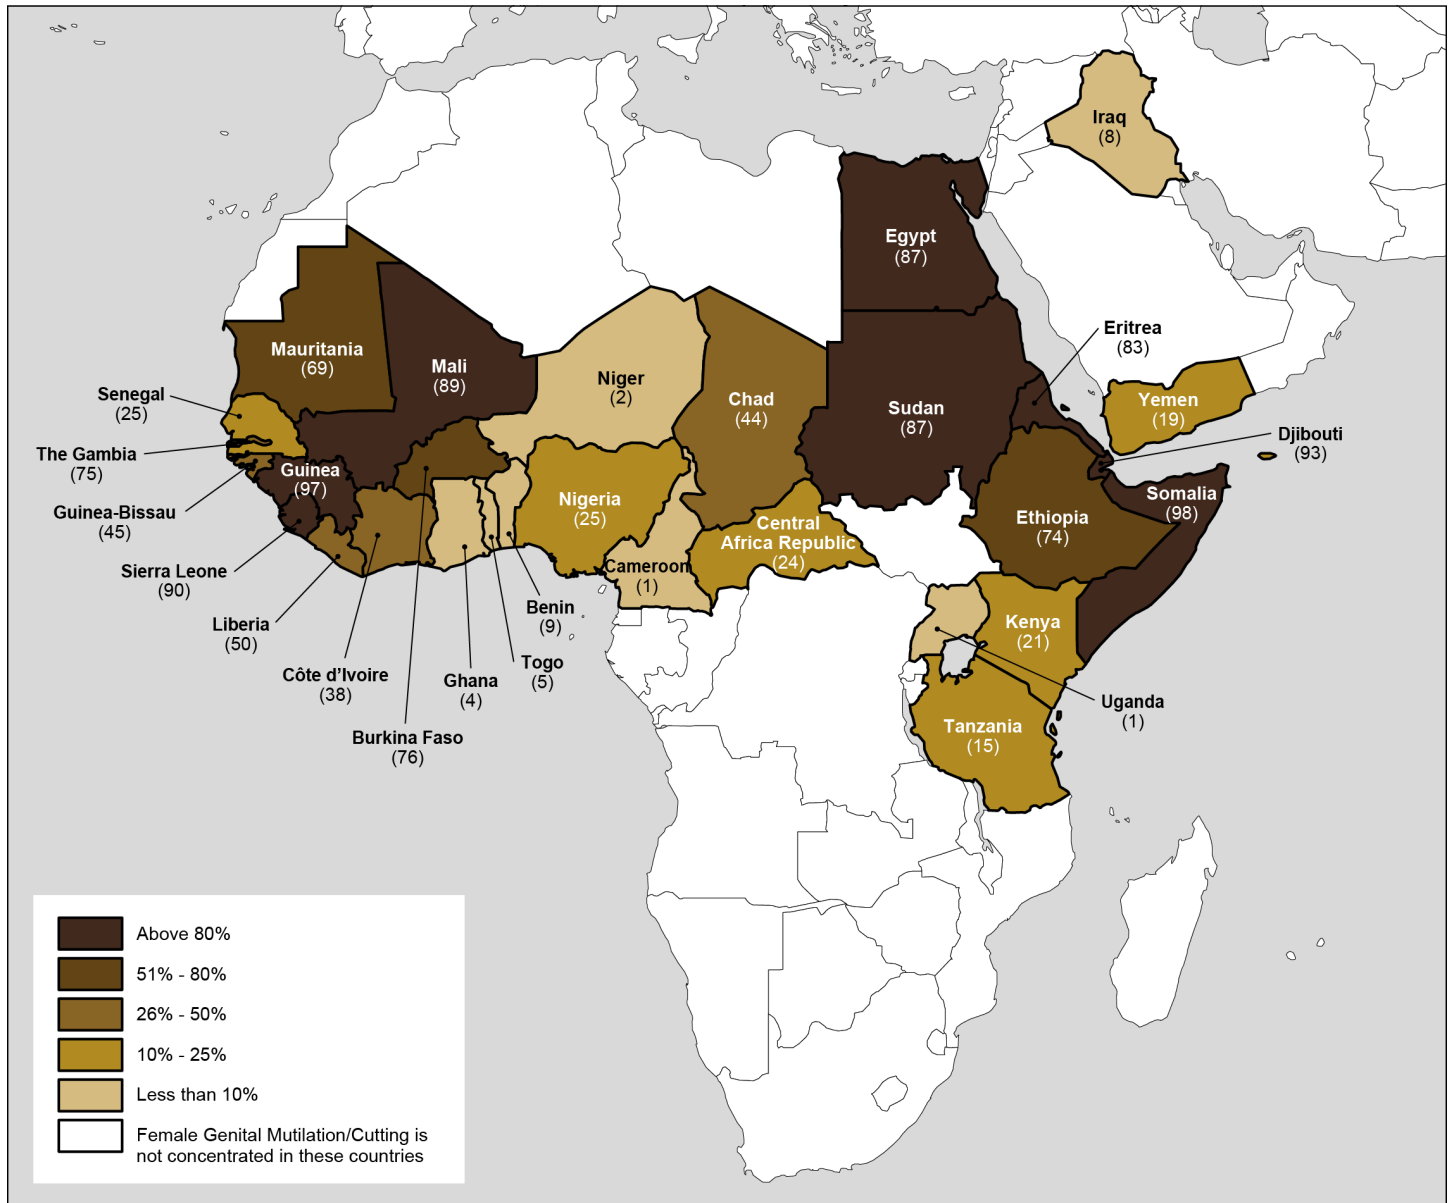 Iraq
(8)
Egypt
(87)
Eritrea
(83)
Mauritania
(69)
Mali
(89)
Niger
(2)
Chad
(44)
Sudan
(87)
Yemen
(19)
Senegal
(25)
Djibouti
(93)
The Gambia
(75)
Guinea
(97)
Nigeria
(25)
Somalia
(98)
Guinea-Bissau
(45)
Central
Africa Republic
(24)
Ethiopia
(74)
Sierra Leone
(90)
Cameroon
(1)
Liberia
(50)
Benin
(9)
Kenya
(21)
Côte d’Ivoire
(38)
Ghana
(4)
Togo
(5)
Uganda
(1)
Burkina Faso
(76)
Tanzania
(15)
Above 80%
51% - 80%
26% - 50%
10% - 25%
Less than 10%
Female Genital Mutilation/Cutting is
not concentrated in these countries